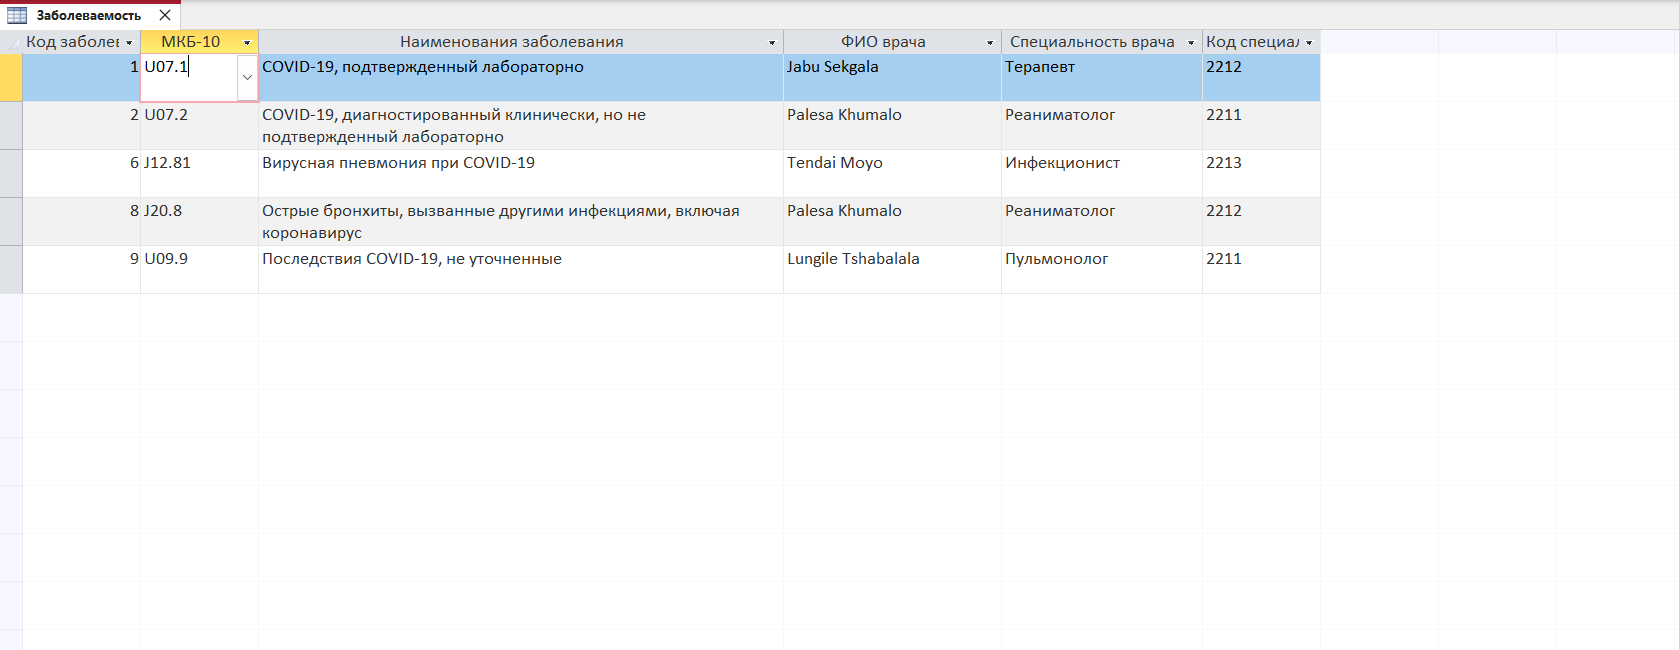 Заболеваемость
Код заболев МКБ-10 Наименования заболевания ФИО врача Специальность врача Код специал
1 U07.1 COVID-19, подтвержденный лабораторно Jabu Sekgala Терапевт 2212
2 U07.2 COVID-19, диагностированный клинически, но не Palesa Khumalo Реаниматолог 2211
подтвержденный лабораторно
6 J12.81 Вирусная пневмония при COVID-19 Tendai Moyo Инфекционист 2213
8 J20.8 Острые бронхиты, вызванные другими инфекциями, включая Palesa Khumalo Реаниматолог 2212
коронавирус
9 U09.9 Последствия COVID-19, не уточненные Lungile Tshabalala Пульмонолог 2211